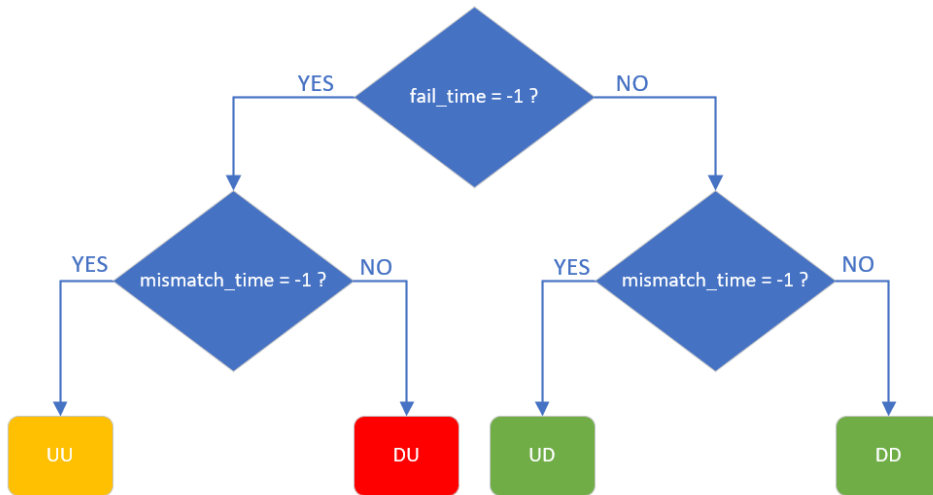 fail_time = -1 ?
YES
NO
mismatch_time = -1 ?
YES
NO
mismatch_time = -1 ?
YES
NO
UU
DU
UD
DD